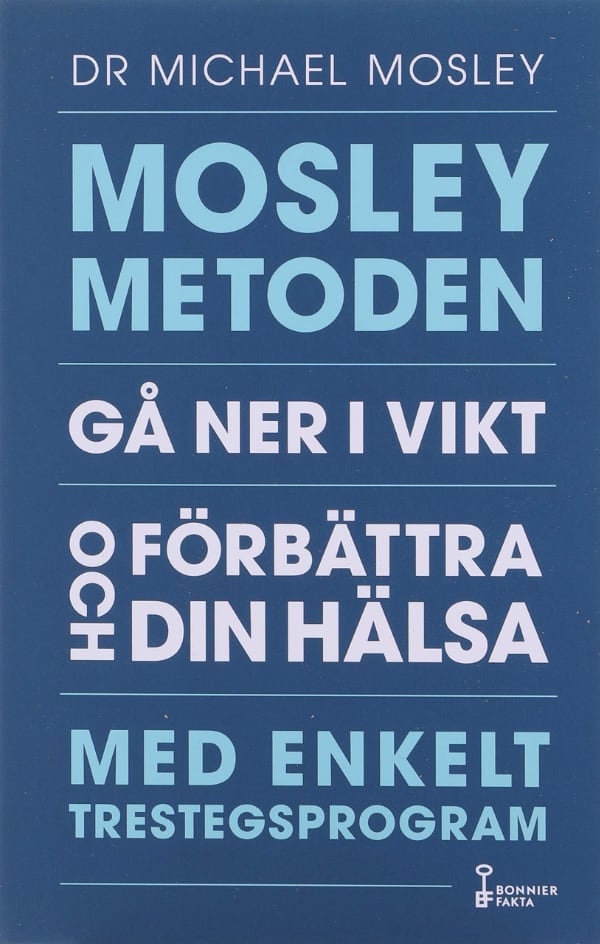 DR MICHAEL MOSLEY
MOSLEY
METODEN
GÅ NER I VIKT
OCH
FÖRBÄTTRA
DIN HÄLSA
MED ENKELT
TRESTEGSPROGRAM
BONNIER
FAKTA